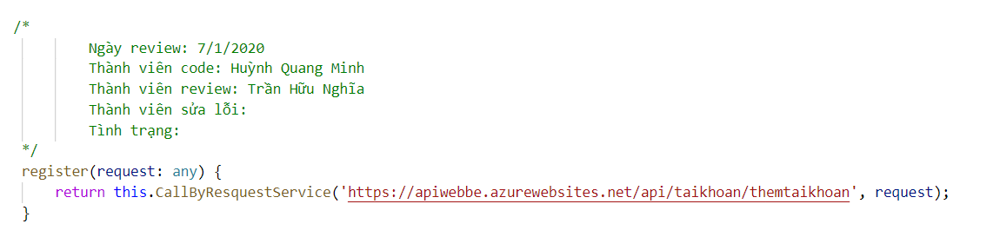 /*
Ngày review: 7/1/2020
Thành viên code: Huỳnh Quang Minh
Thành viên review: Trần Hữu Nghĩa
Thành viên sửa lỗi:
Tình trạng:
*/
register(request: any) {
return this.CallByResquestService('https://apiwebbe.azurewebsites.net/api/taikhoan/themtaikhoan', request);
}